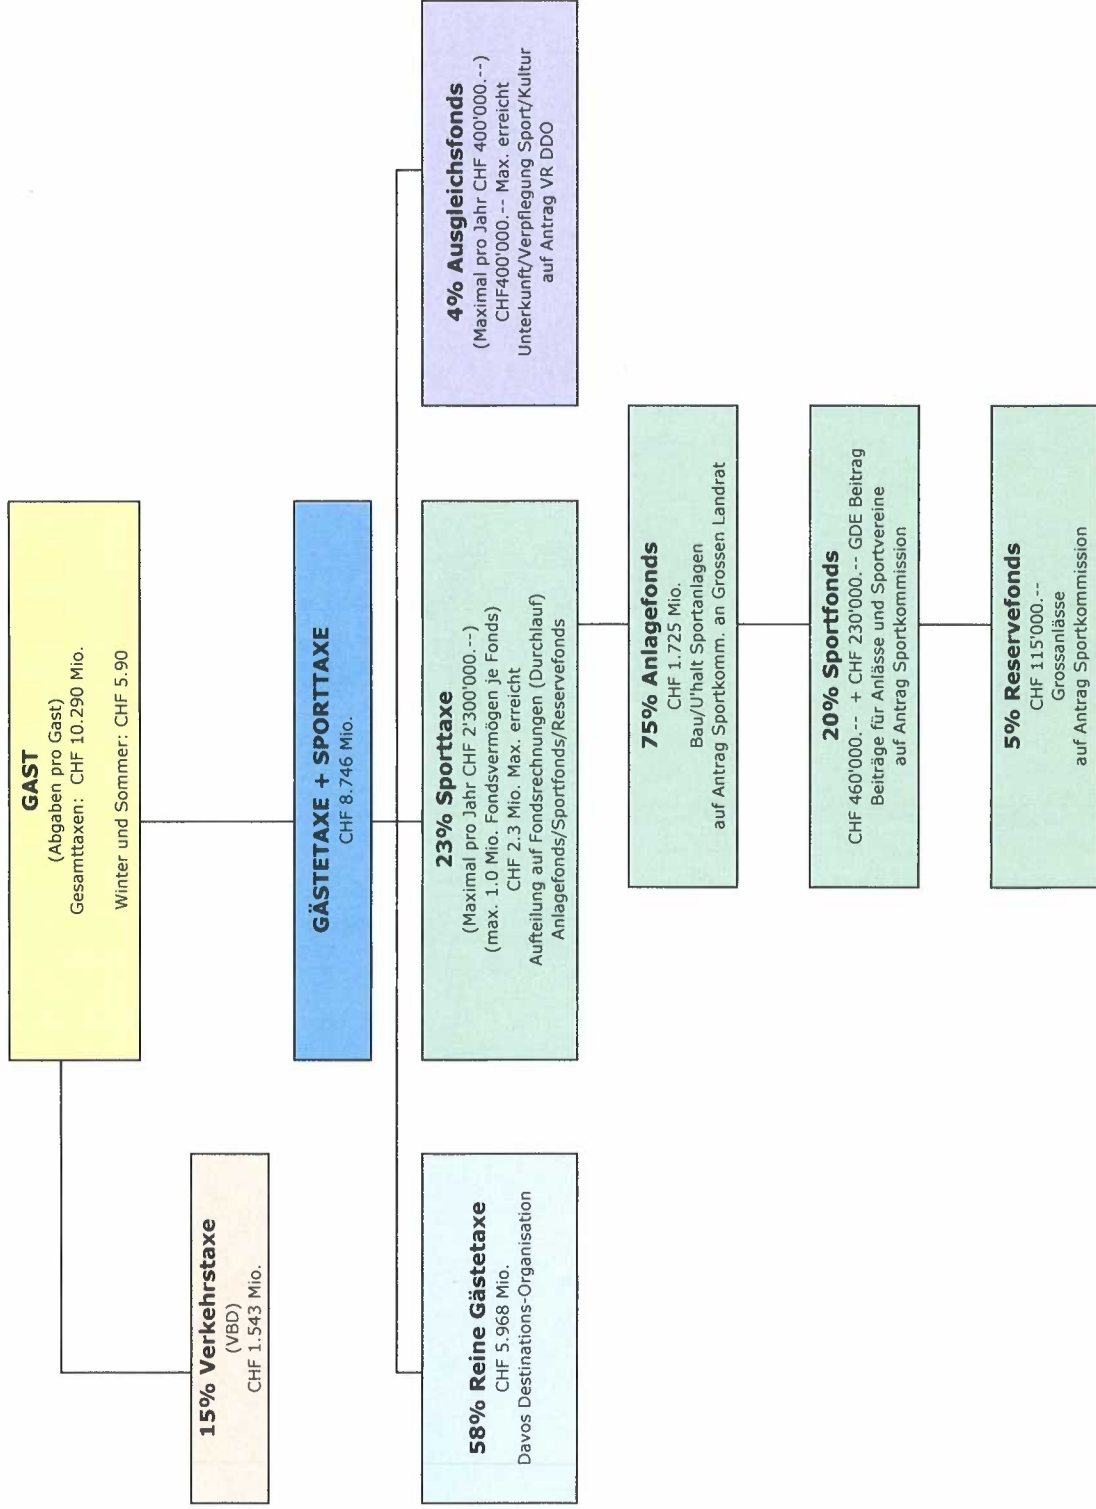 GAST
(Abgaben pro Gast)
Gesamttaxen: CHF 10.290 Mio.
Winter und Sommer: CHF 5.90
15% Verkehrstaxe
(VBD)
CHF 1.543 Mio.
GÄSTETAXE + SPORTTAXE
CHF 8.746 Mio.
58% Reine Gästetaxe
CHF 5.968 Mio.
Davos Destinations-Organisation
23% Sporttaxe
(Maximal pro Jahr CHF 2'300'000.--)
(max. 1.0 Mio. Fondsvermögen je Fonds)
CHF 2.3 Mio. Max. erreicht
Aufteilung auf Fondsrechnungen (Durchlauf)
Anlagefonds/Sportfonds/Reservefonds
4% Ausgleichsfonds
(Maximal pro Jahr CHF 400'000.--)
CHF400'000.-- Max. erreicht
Unterkunft/Verpflegung Sport/Kultur
auf Antrag VR DDO
75% Anlagefonds
CHF 1.725 Mio.
Bau/U'halt Sportanlagen
auf Antrag Sportkomm. an Grossen Landrat
20% Sportfonds
CHF 460'000.-- + CHF 230'000.-- GDE Beitrag
Beiträge für Anlässe und Sportvereine
auf Antrag Sportkommission
5% Reservefonds
CHF 115'000.--
Grossanlässe
auf Antrag Sportkommission